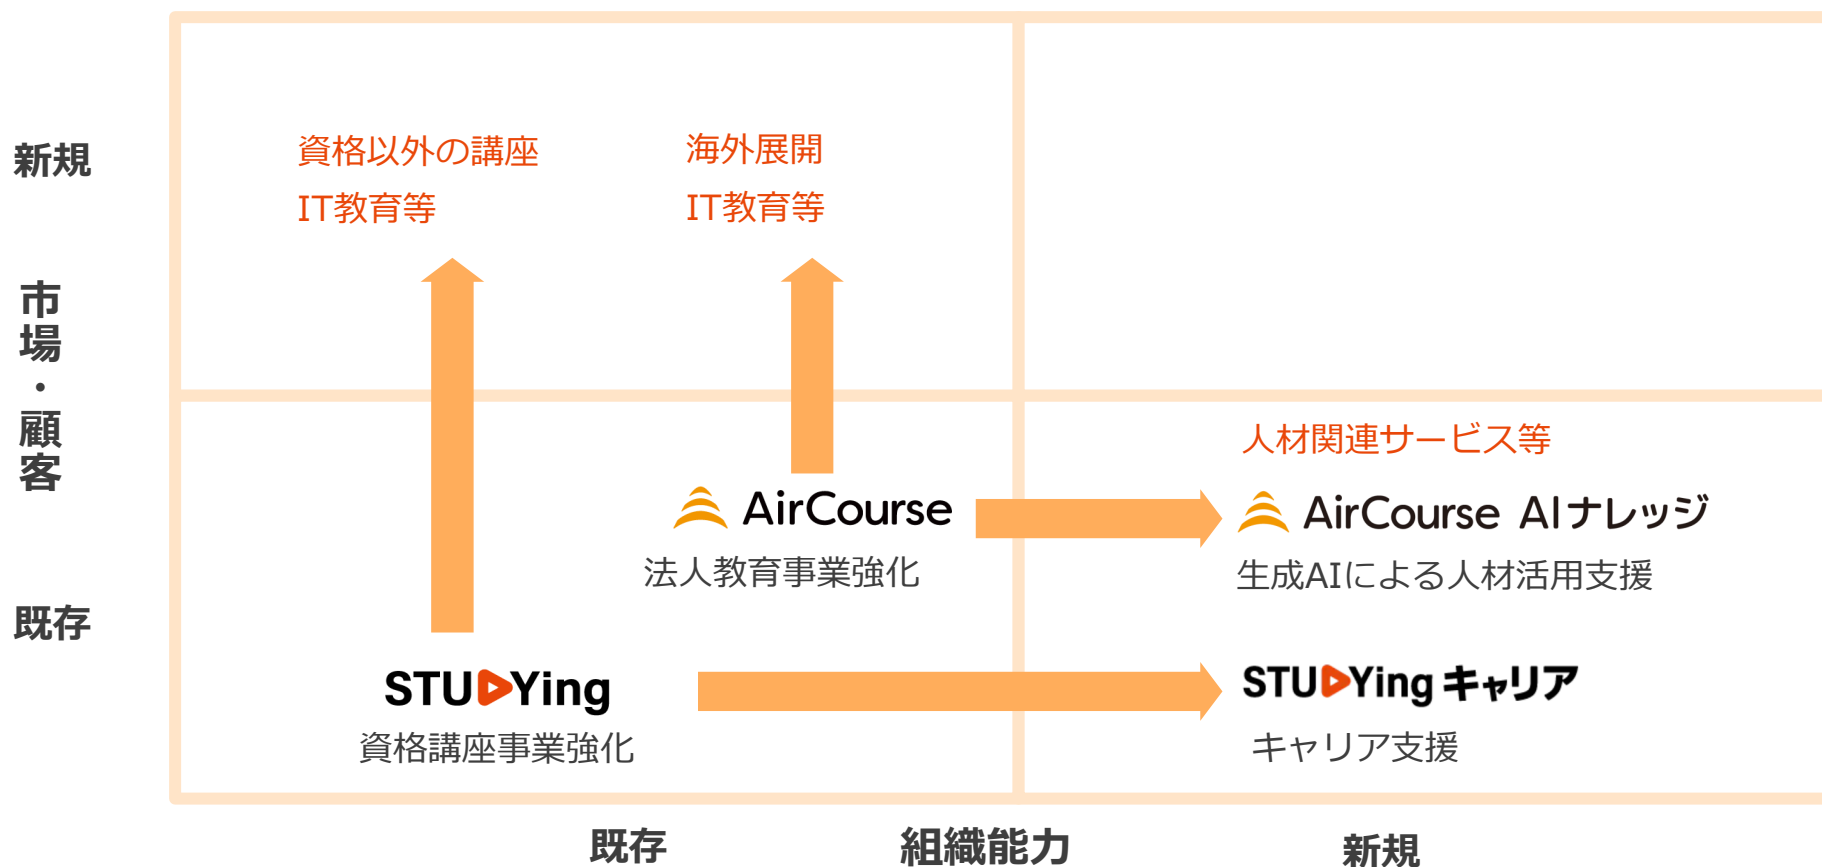 新規
資格以外の講座
IT教育等
海外展開
IT教育等
市場・顧客
人材関連サービス等
AirCourse
法人教育事業強化
AirCourse AIナレッジ
生成AIによる人材活用支援
既存
STUDYing
資格講座事業強化
STUDYing キャリア
キャリア支援
既存
組織能力
新規